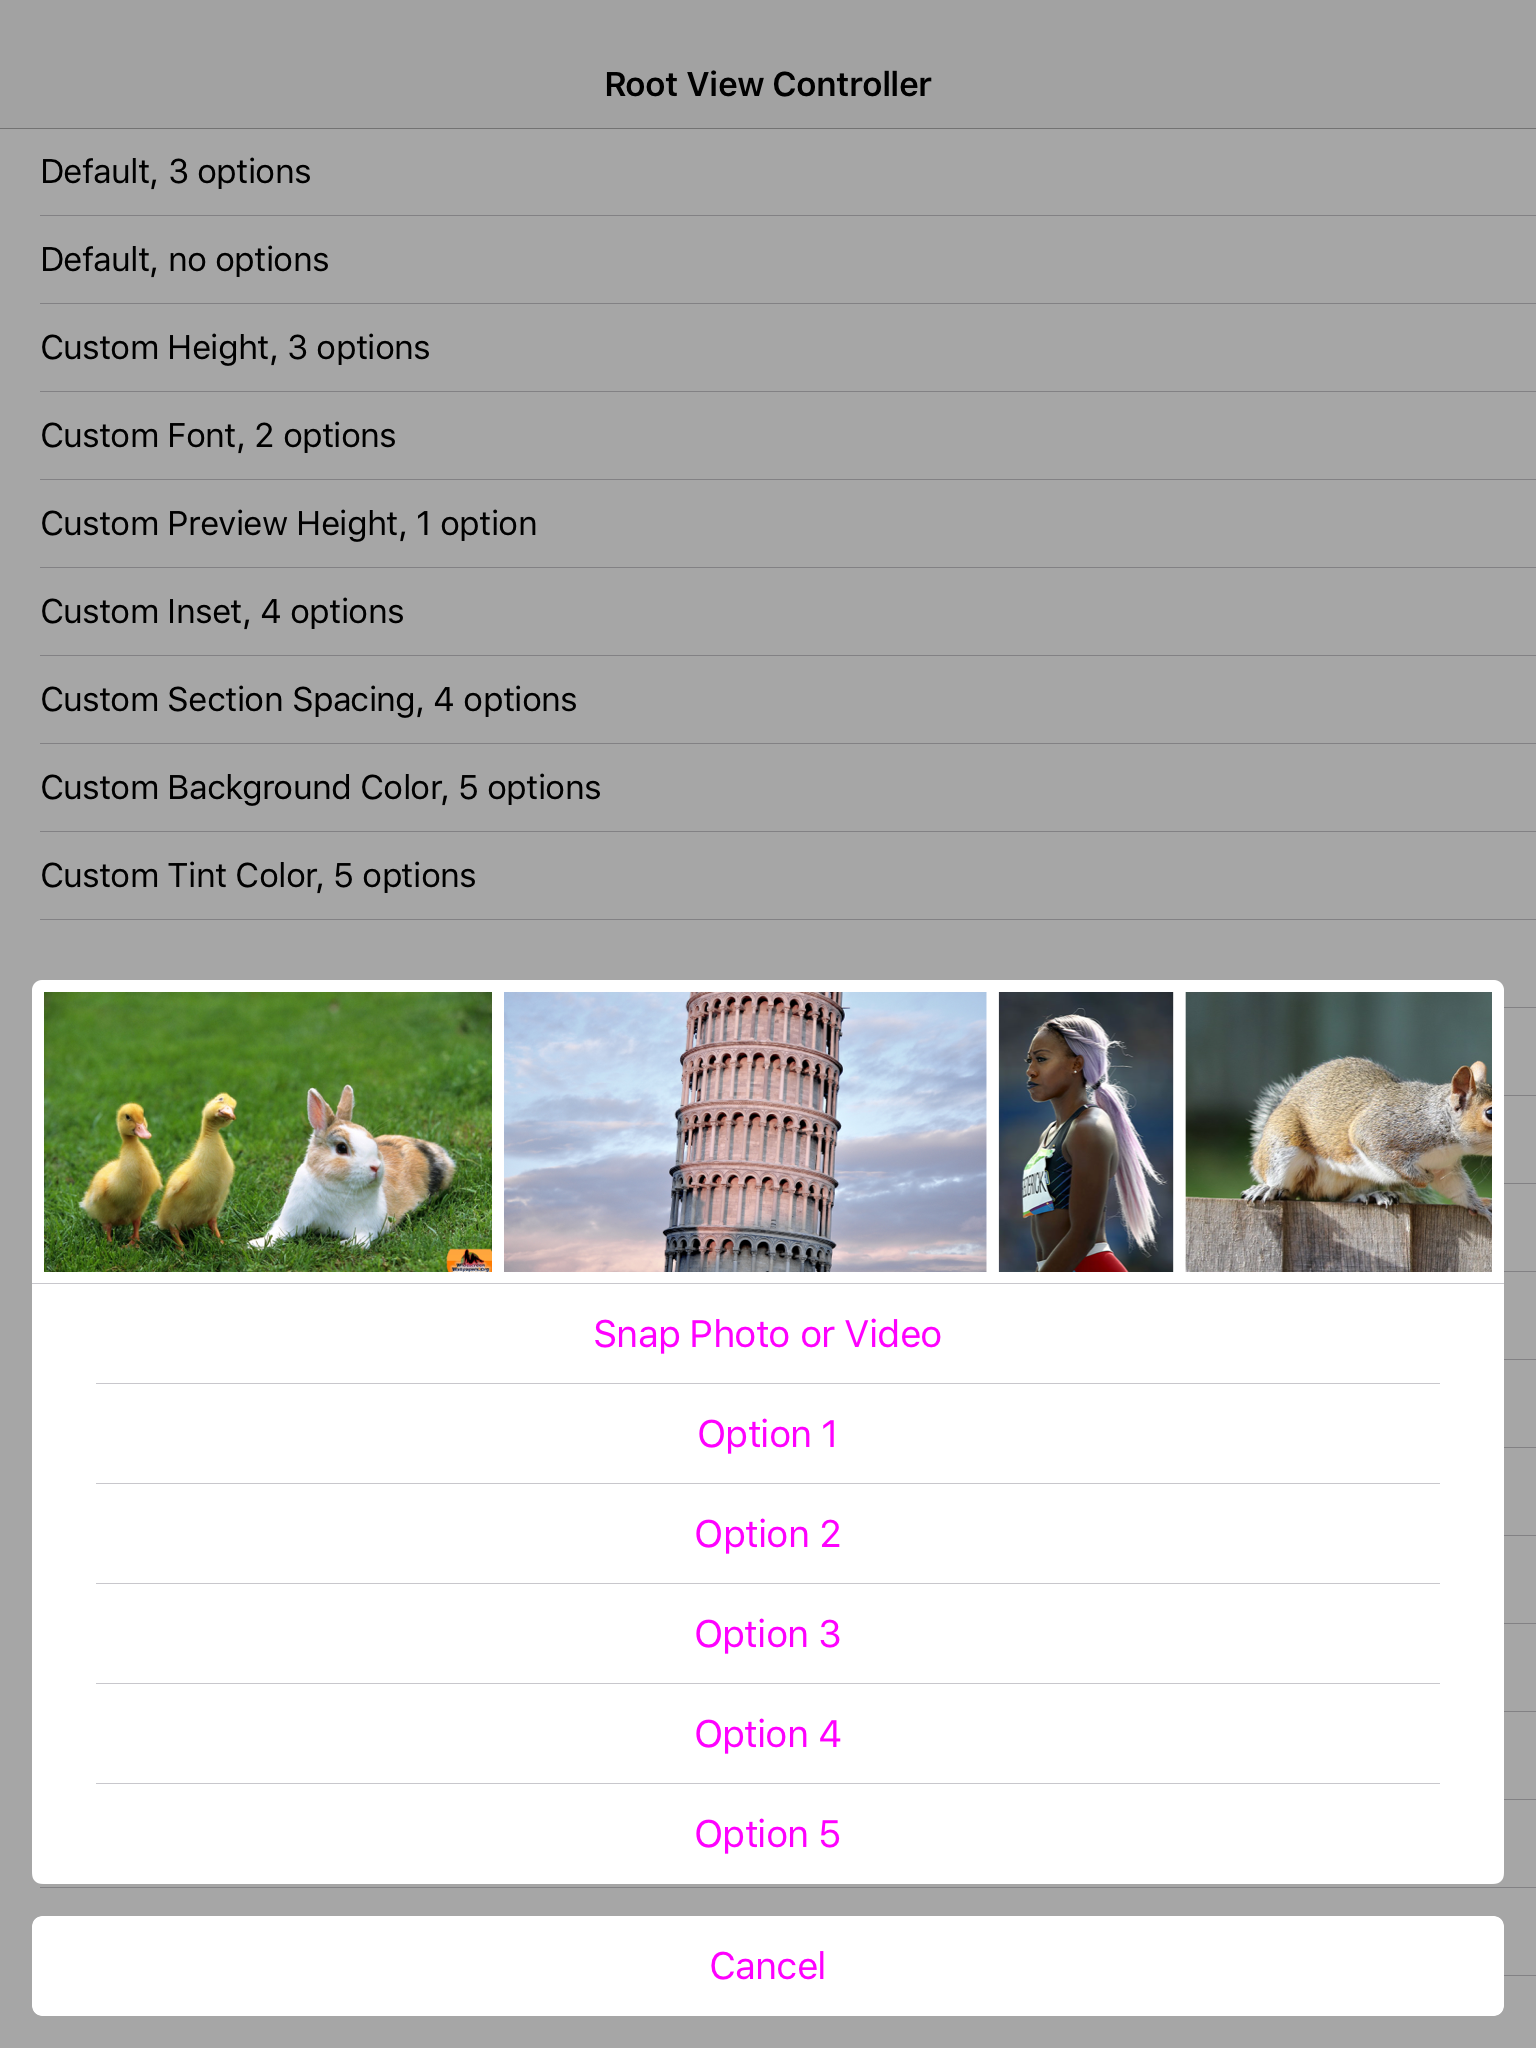 Root View Controller
Default, 3 options
Default, no options
Custom Height, 3 options
Custom Font, 2 options
Custom Preview Height, 1 option
Custom Inset, 4 options
Custom Section Spacing, 4 options
Custom Background Color, 5 options
Custom Tint Color, 5 options
Snap Photo or Video
Option 1
Option 2
Option 3
Option 4
Option 5
Cancel